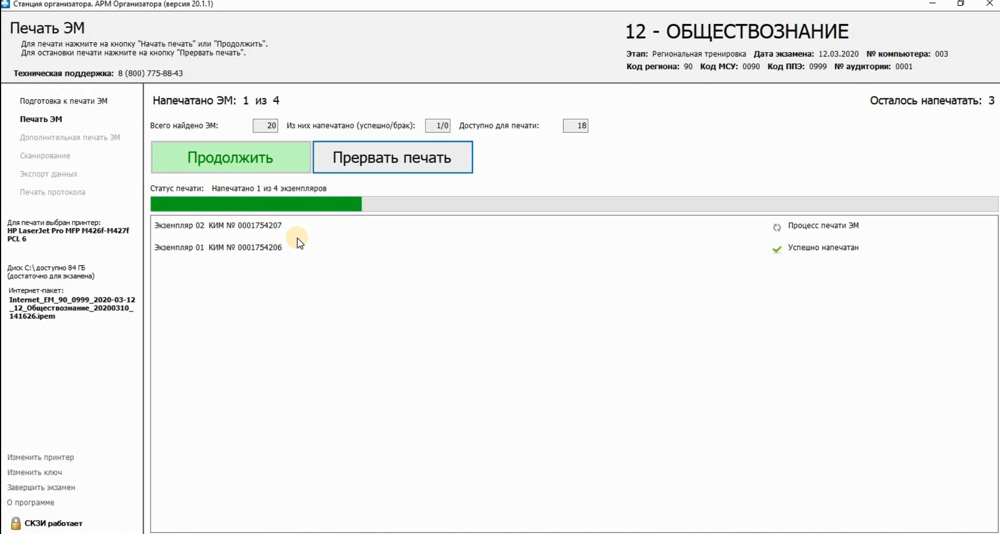 Станция организатора. АРМ Организатора (версия 20.1.1)
Печать ЭМ
Для печати нажмите на кнопку "Начать печать" или "Продолжить".
Для остановки печати нажмите на кнопку "Прервать печать".
Техническая поддержка: 8 (800) 775-88-43
12 - ОБЩЕСТВОЗНАНИЕ
Этап: Региональная тренировка Дата экзамена: 12.03.2020 № компьютера: 003
Код региона: 90 Код МСУ: 0090 Код ППЭ: 0999 № аудитории: 0001
Подготовка к печати ЭМ
Печать ЭМ
Дополнительная печать ЭМ
Сканирование
Экспорт данных
Печать протокола
Для печати выбран принтер:
HP LaserJet Pro MFP M426f-M427f
PCL 6
Диск C:\ доступно 84 ГБ
(достаточно для экзамена)
Интернет-пакет:
Internet_EM_90_0999_2020-03-12
_12_Обществознание_20200310_
141626.ipem
Изменить принтер
Изменить ключ
Завершить экзамен
О программе
СКЗИ работает
Напечатано ЭМ: 1 из 4
Осталось напечатать: 3
Всего найдено ЭМ: 20 Из них напечатано (успешно/брак): 1/0 Доступно для печати: 18
Продолжить
Прервать печать
Статус печати: Напечатано 1 из 4 экземпляров
Экземпляр 02 КИМ № 0001754207 Процесс печати ЭМ
Экземпляр 01 КИМ № 0001754206 Успешно напечатан